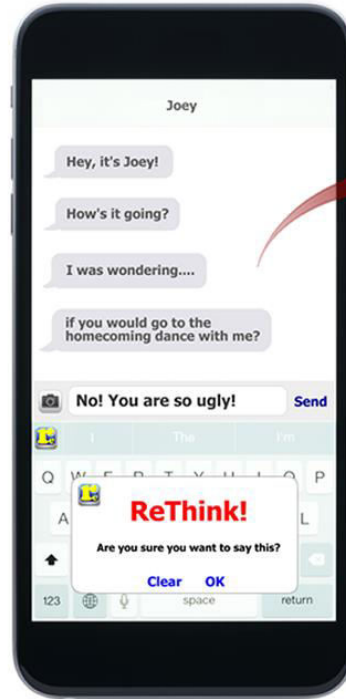 Joey
Hey, it's Joey!
How's it going?
I was wondering....
if you would go to the
homecoming dance with me?
No! You are so ugly!
Send
I The I'm
Q W E R T Y U I O P
A L
ReThink!
Are you sure you want to say this?
Clear OK
123 space return